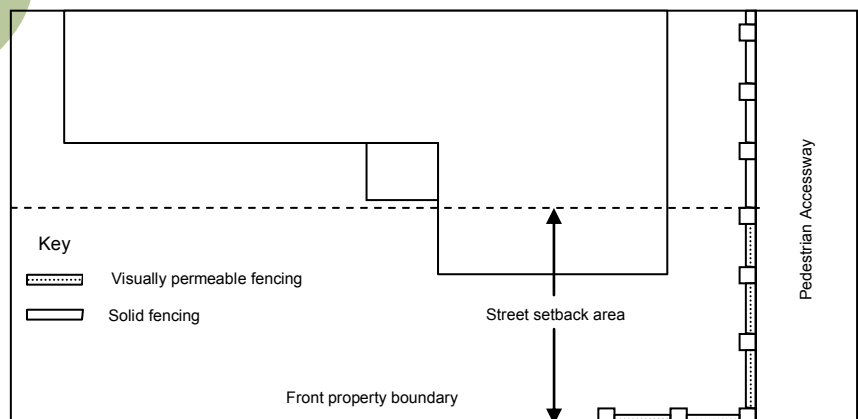 Pedestrian Accessway
Key
Visually permeable fencing
Solid fencing
Street setback area
Front property boundary